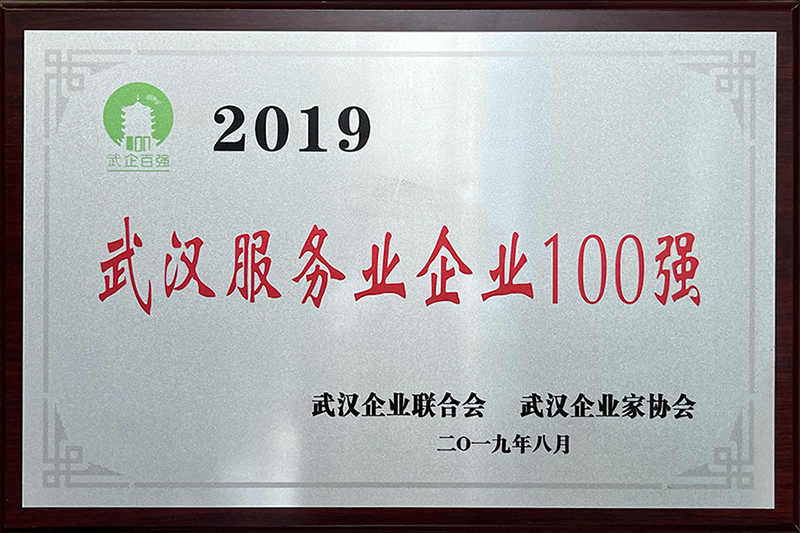 武企百强
2019
武汉服务业企业100强
武汉企业联合会 武汉企业家协会
二O一九年八月